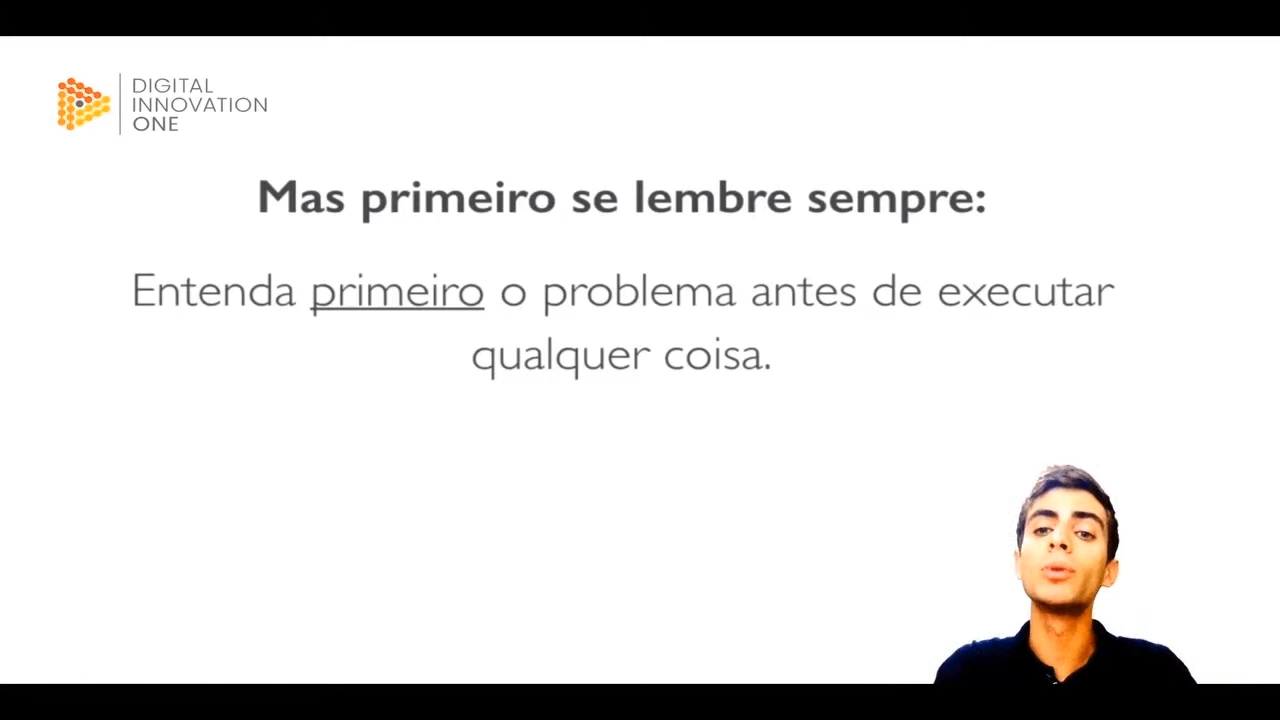 DIGITAL
INNOVATION
ONE
Mas primeiro se lembre sempre:
Entenda primeiro o problema antes de executar
qualquer coisa.